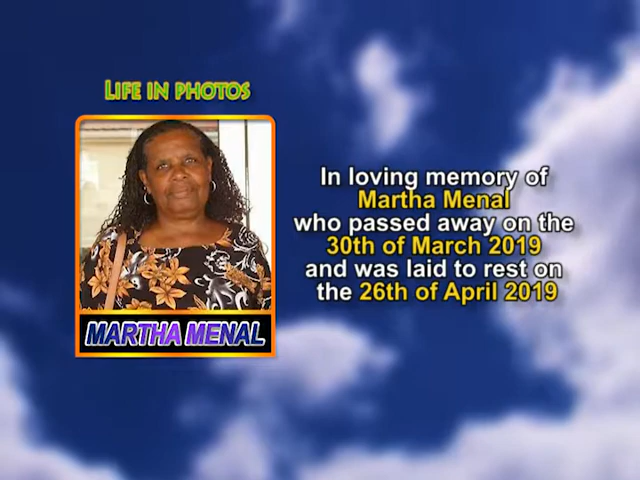 LIFE IN PHOTOS
MARTHA MENAL
In loving memory of
Martha Menal
who passed away on the
30th of March 2019
and was laid to rest on
the 26th of April 2019